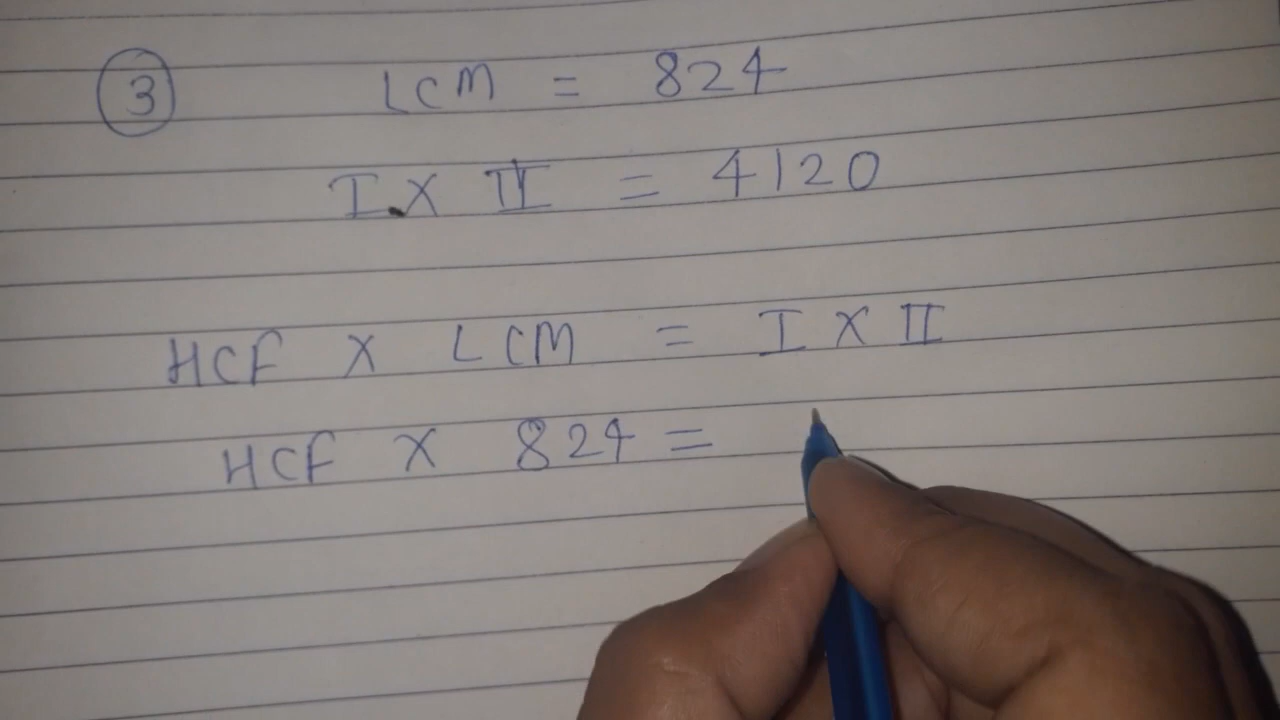 3 LCM = 824
I X II = 4120
HCF X LCM = I X II
HCF X 824 =